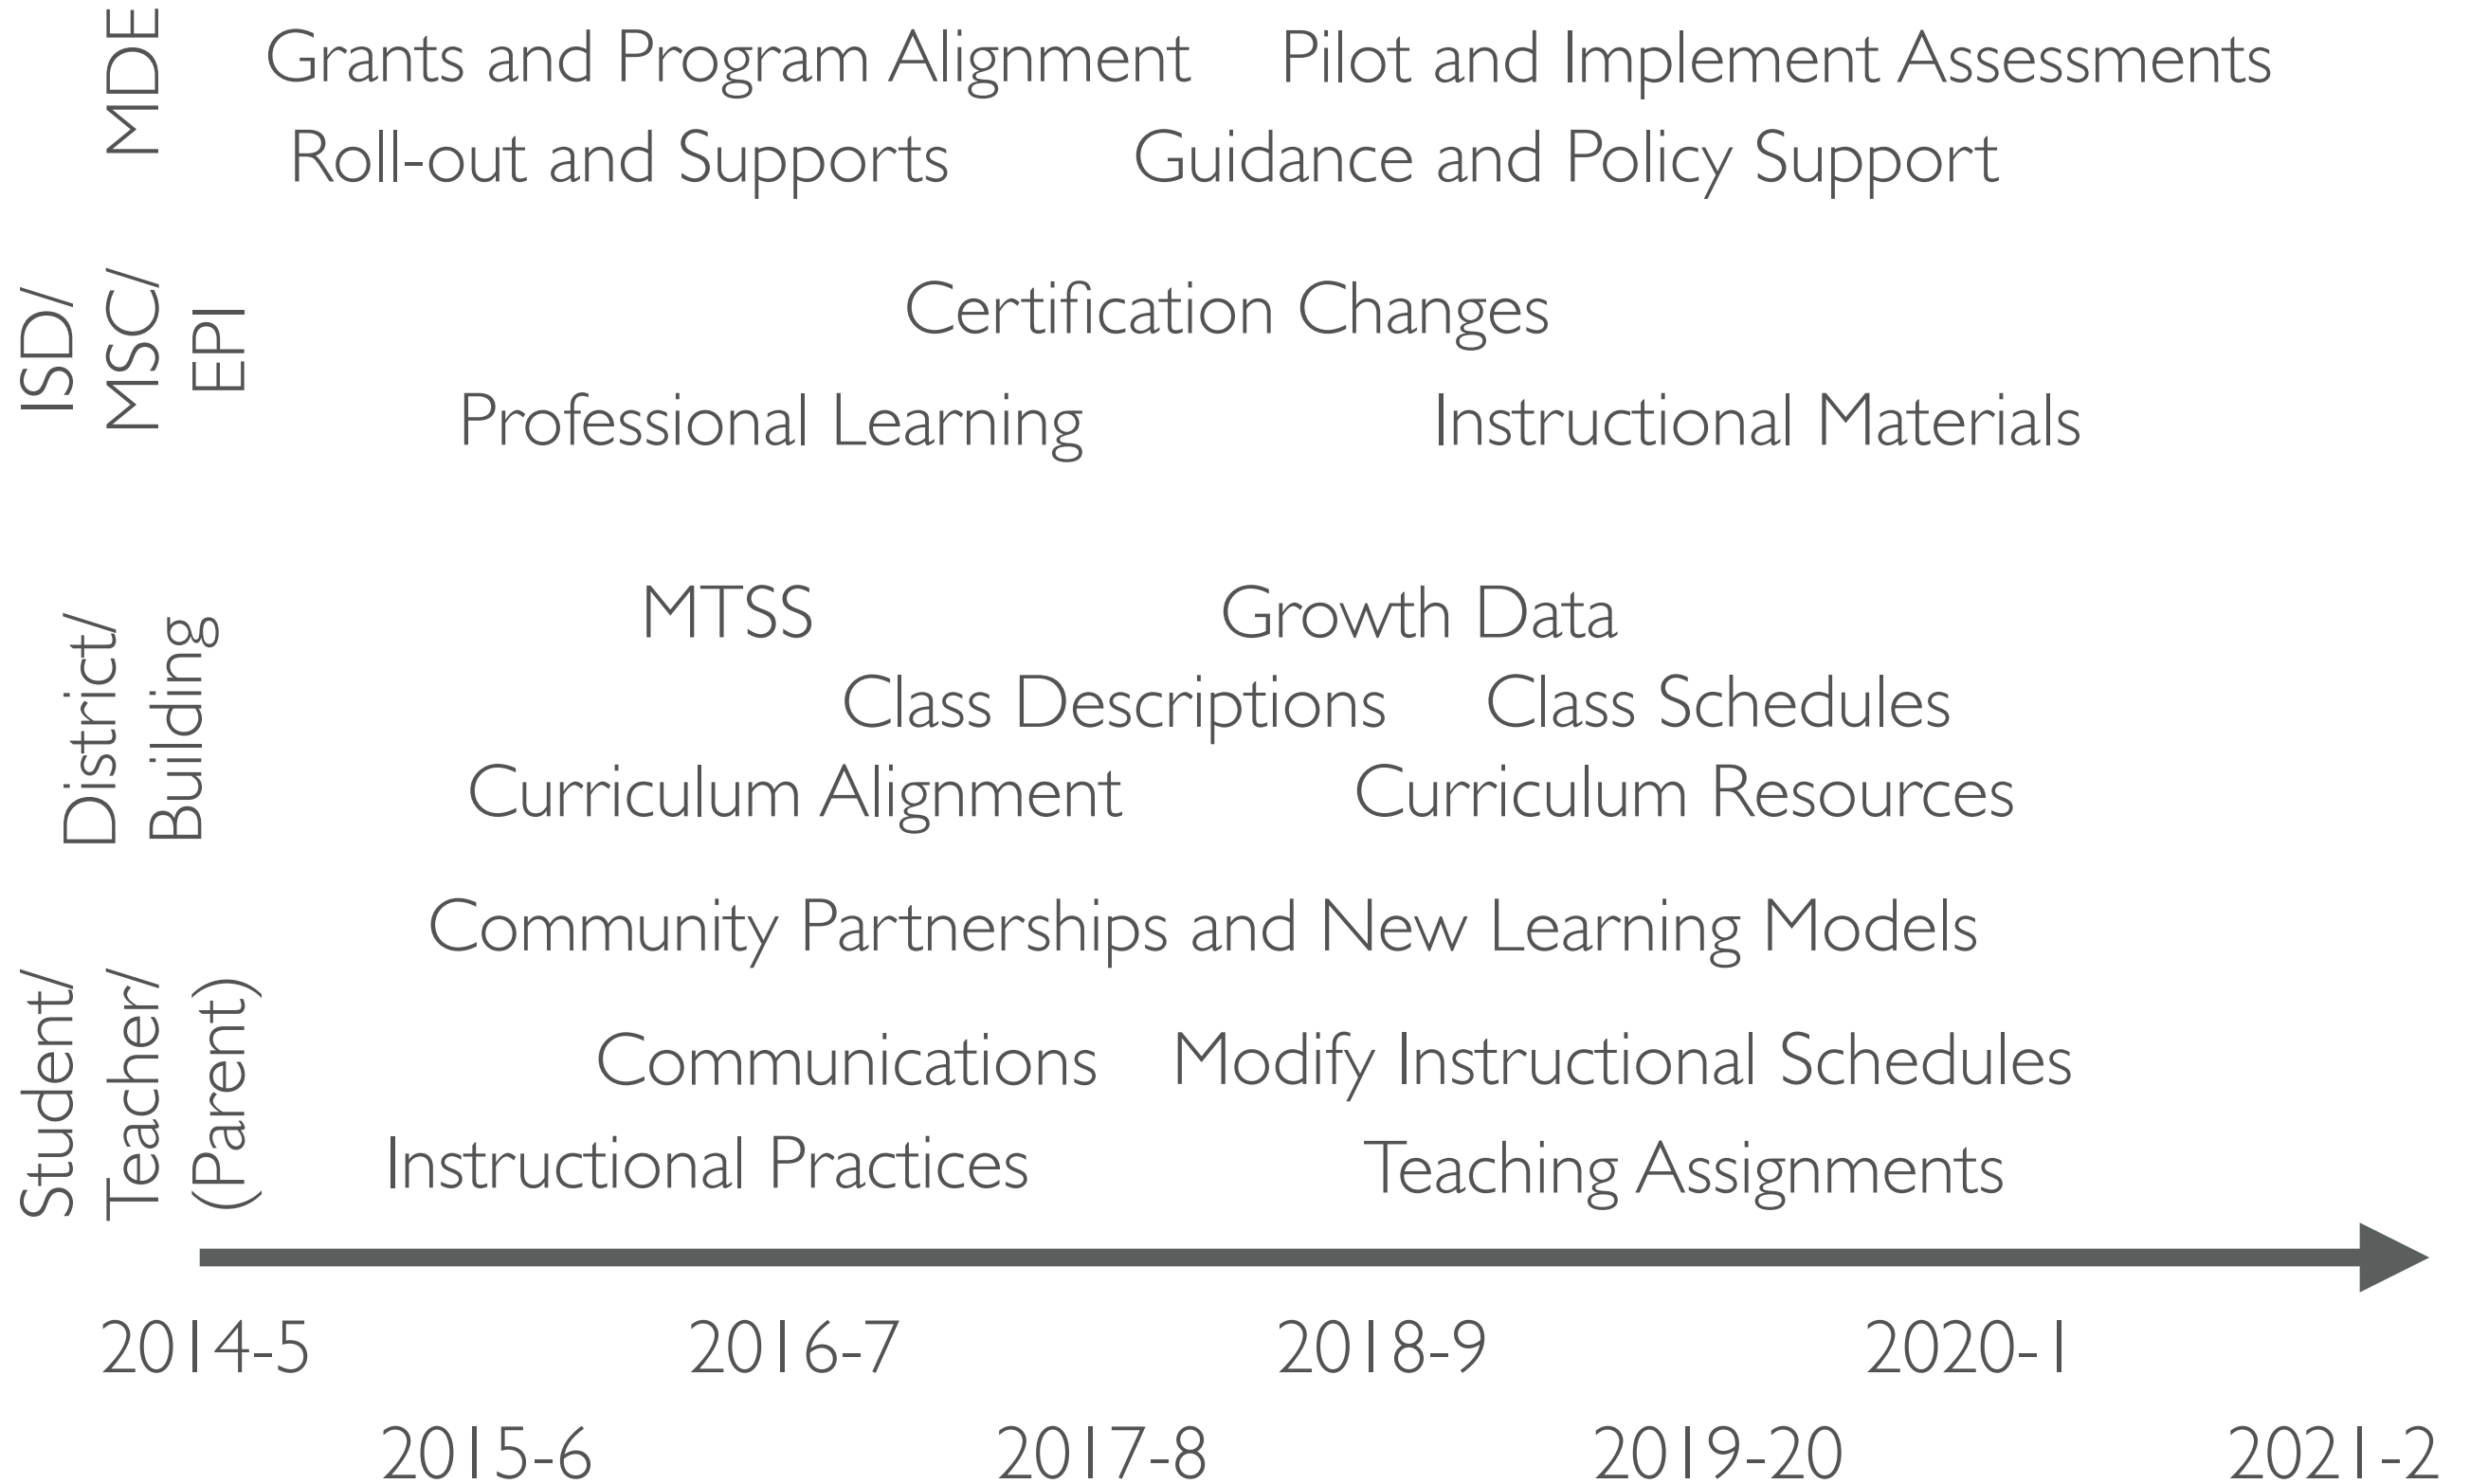 MDE
Grants and Program Alignment
Pilot and Implement Assessments
Roll-out and Supports
Guidance and Policy Support
ISD/
MSC/
EPI
Certification Changes
Professional Learning
Instructional Materials
District/
Building
MTSS
Growth Data
Class Descriptions
Class Schedules
Curriculum Alignment
Curriculum Resources
Community Partnerships and New Learning Models
Student/
Teacher/
(Parent)
Communications
Modify Instructional Schedules
Instructional Practices
Teaching Assignments
2014-5
2016-7
2018-9
2020-1
2015-6
2017-8
2019-20
2021-2